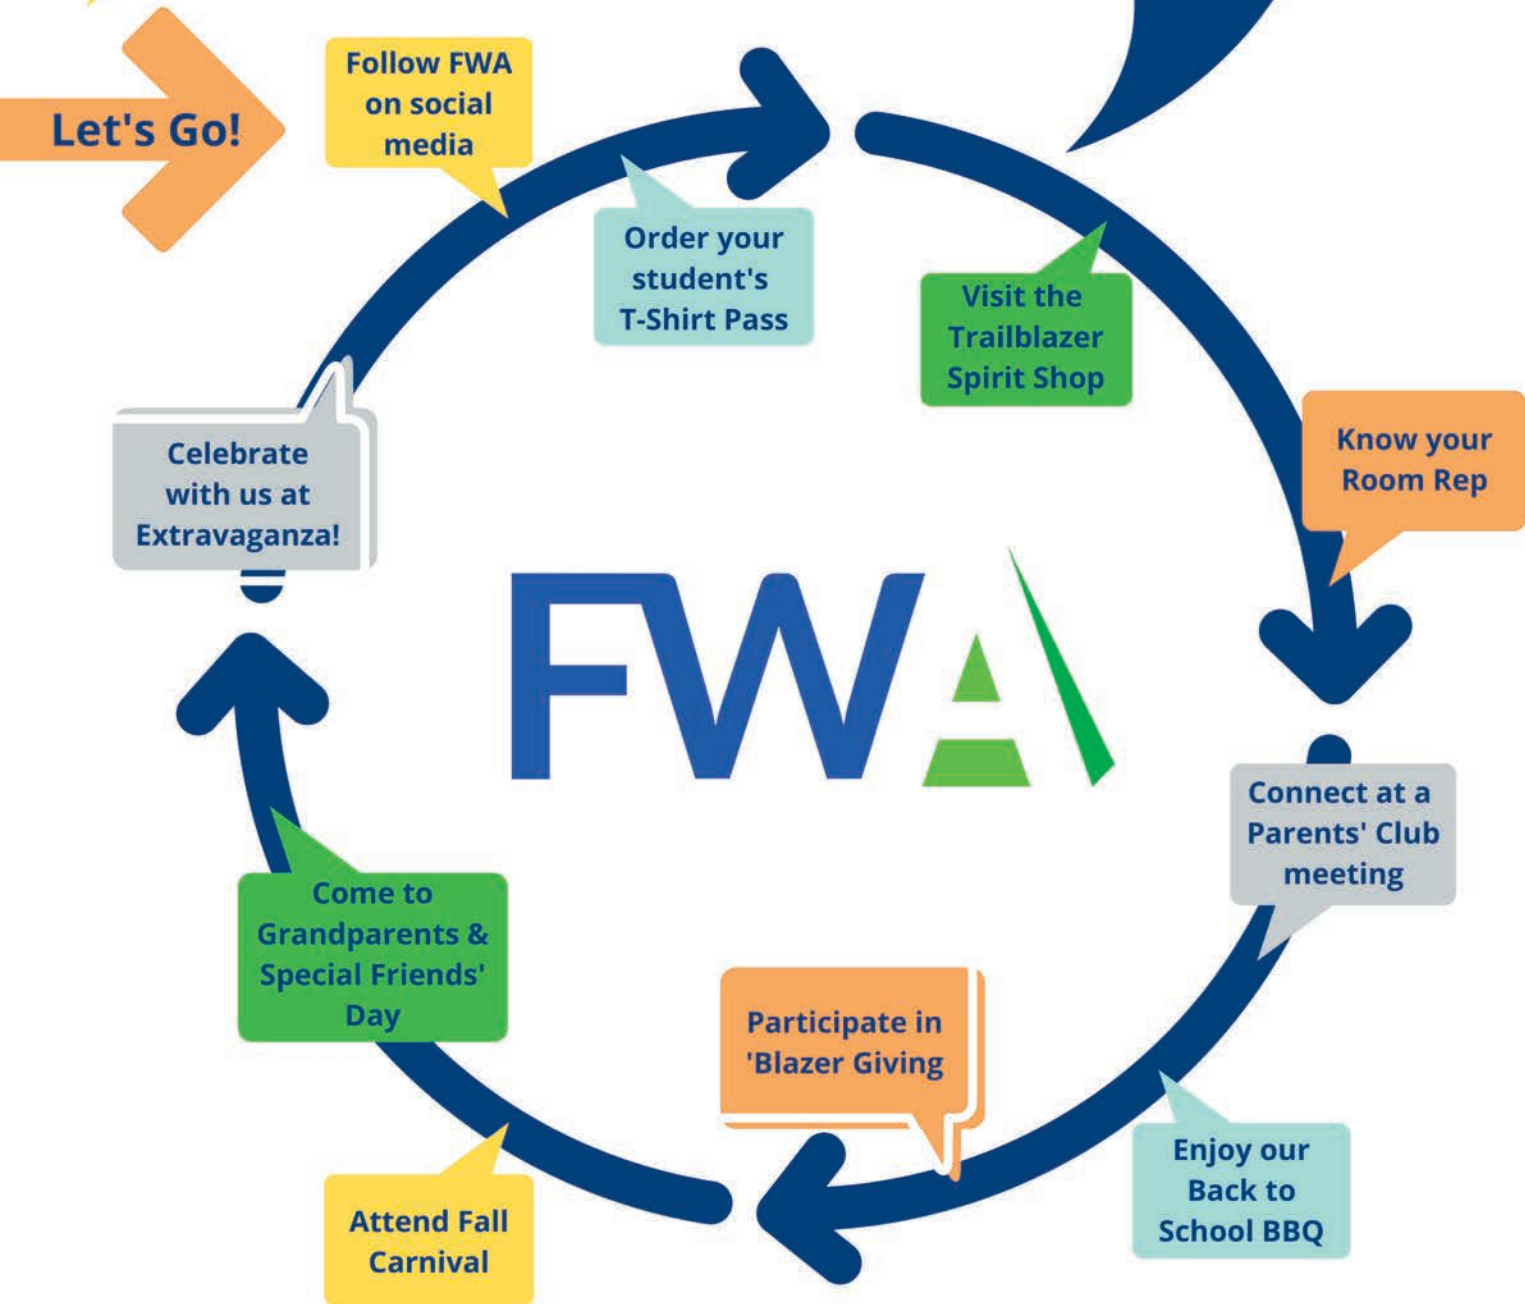 Let's Go!
Follow FWA
on social
media
Order your
student's
T-Shirt Pass
Visit the
Trailblazer
Spirit Shop
Know your
Room Rep
Connect at a
Parents' Club
meeting
Enjoy our
Back to
School BBQ
Participate in
'Blazer Giving
Attend Fall
Carnival
Come to
Grandparents &
Special Friends'
Day
Celebrate
with us at
Extravaganza!
FWA